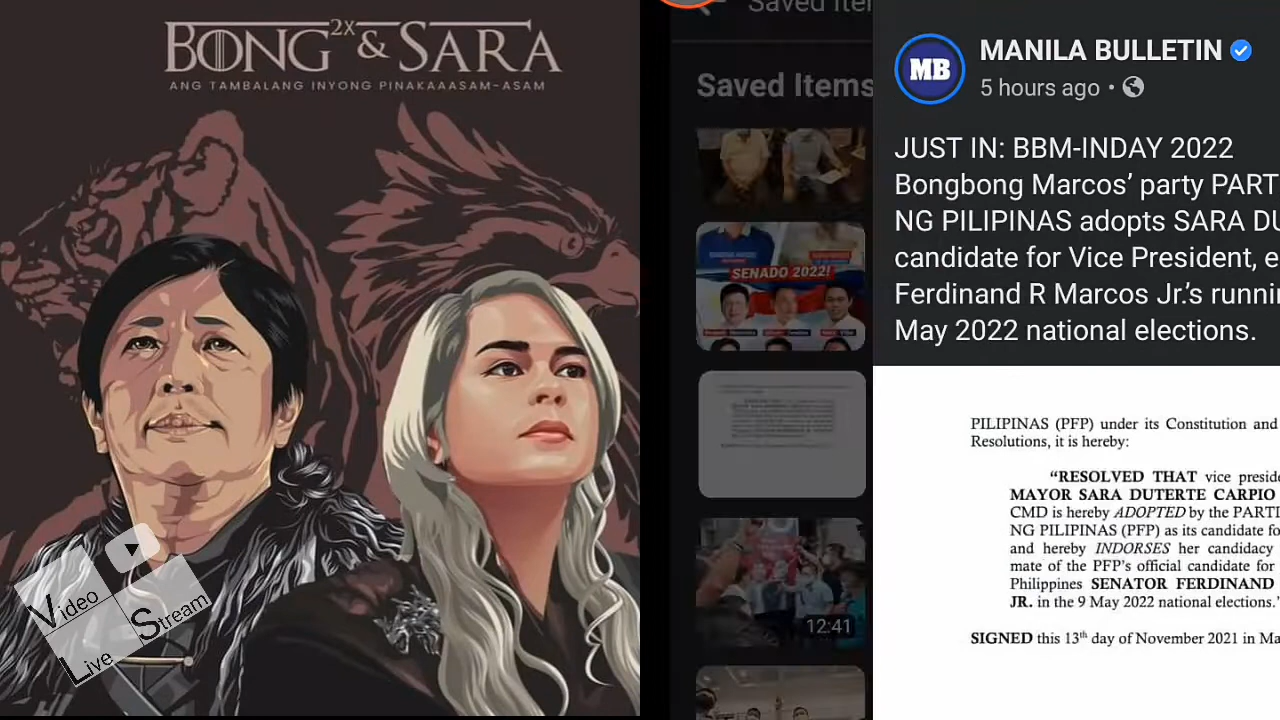 BONG 2X & SARA
ANG TAMBALANG INYONG PINAKAAASAM-ASAM
Video
Live Stream
Saved Items
SENADO 2022!
12:41
MB
MANILA BULLETIN
5 hours ago
JUST IN: BBM-INDAY 2022
Bongbong Marcos’ party PART
NG PILIPINAS adopts SARA DU
candidate for Vice President, e
Ferdinand R Marcos Jr.’s runni
May 2022 national elections.
PILIPINAS (PFP) under its Constitution and
Resolutions, it is hereby:
“RESOLVED THAT vice preside
MAYOR SARA DUTERTE CARPIO
CMD is hereby ADOPTED by the PARTI
NG PILIPINAS (PFP) as its candidate fo
and hereby INDORSES her candidacy
mate of the PFP’s official candidate for
Philippines SENATOR FERDINAND
JR. in the 9 May 2022 national elections.”
SIGNED this 13th day of November 2021 in Ma